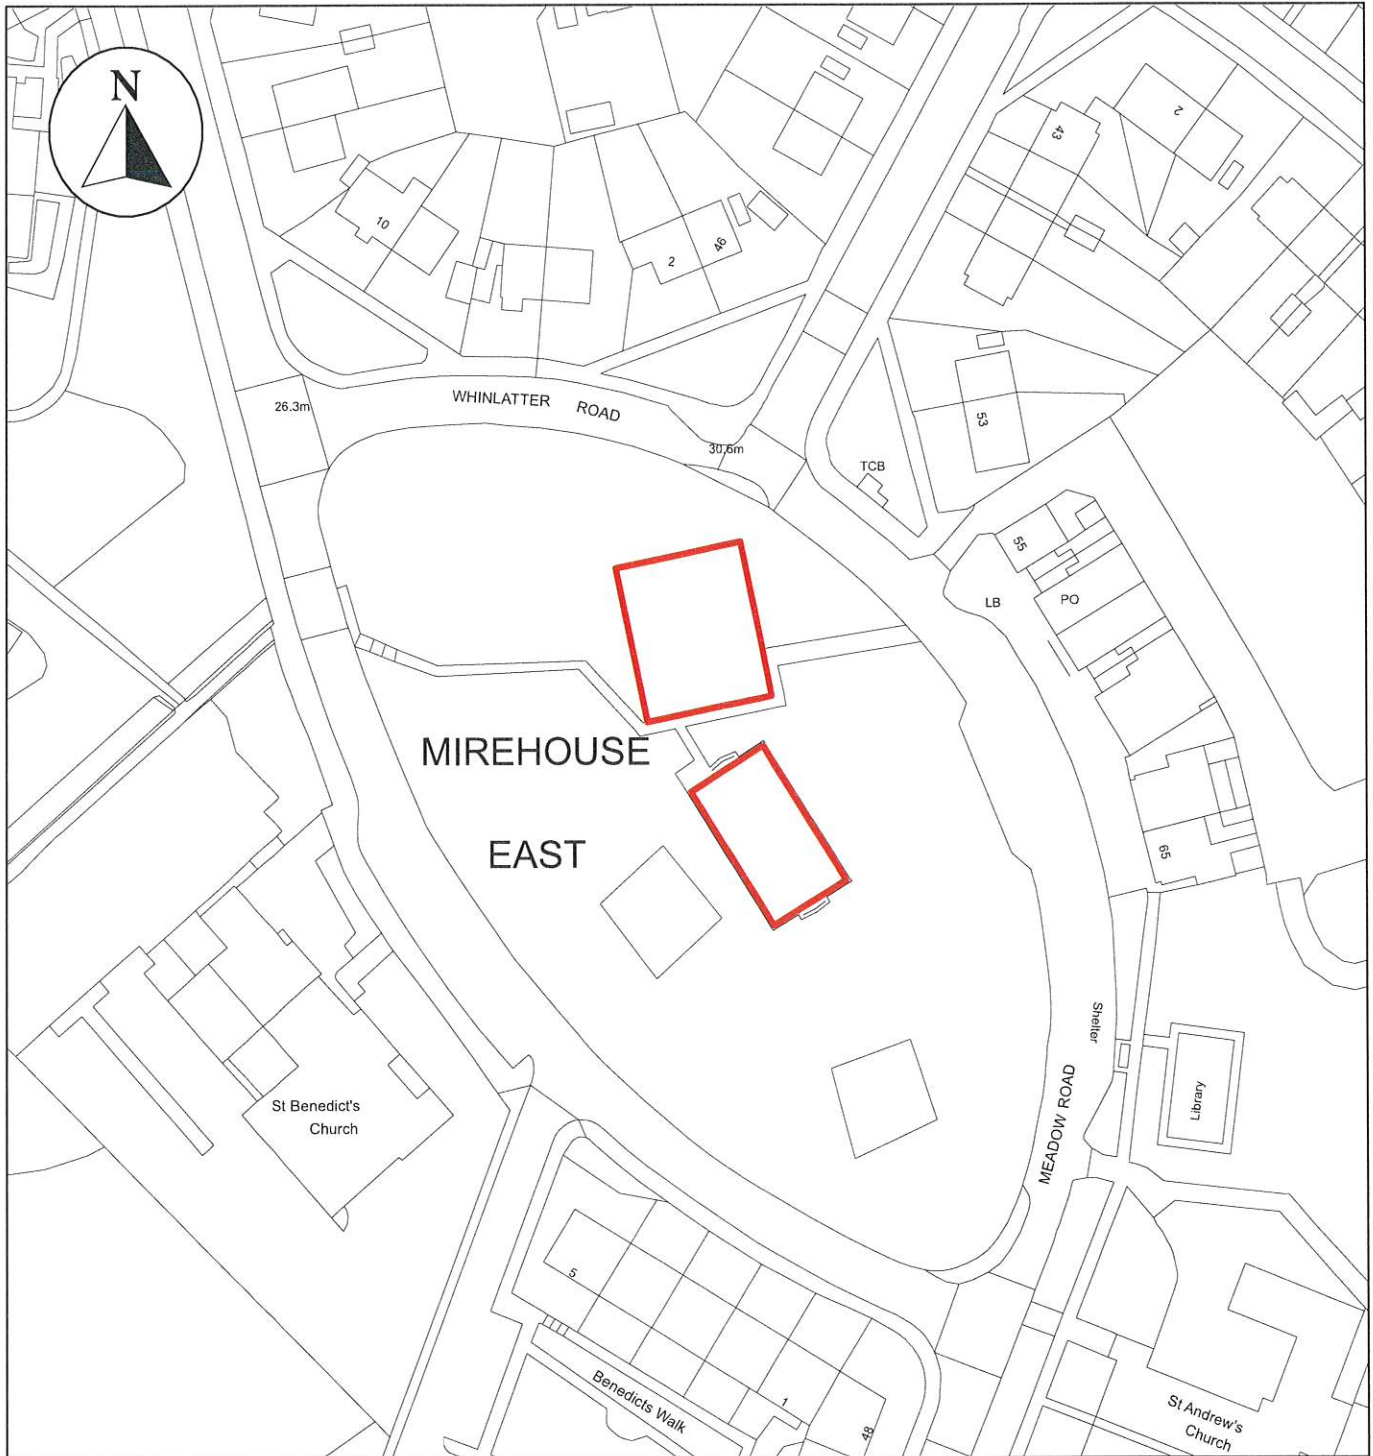 N
43
2
10
2
46
26.3m
WHINLATTER ROAD
30.6m
53
TCB
55
LB
PO
MIREHOUSE
EAST
65
Shelter
MEADOW ROAD
Library
St Benedict's
Church
5
Benedicts Walk
1
48
St Andrew's
Church